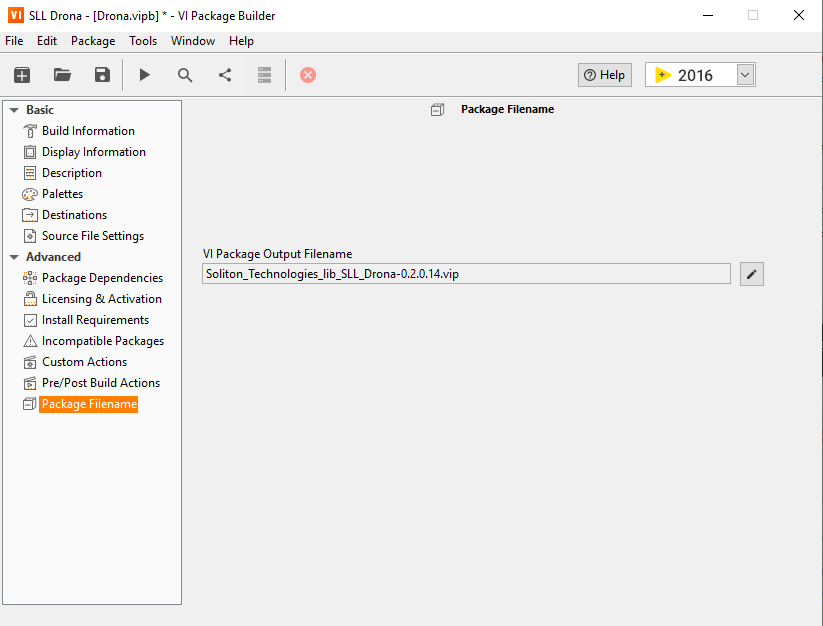 VI SLL Drona - [Drona.vipb] * - VI Package Builder
File Edit Package Tools Window Help
Help 2016
Basic
Build Information
Display Information
Description
Palettes
Destinations
Source File Settings
Advanced
Package Dependencies
Licensing & Activation
Install Requirements
Incompatible Packages
Custom Actions
Pre/Post Build Actions
Package Filename
Package Filename
VI Package Output Filename
Soliton_Technologies_lib_SLL_Drona-0.2.0.14.vip